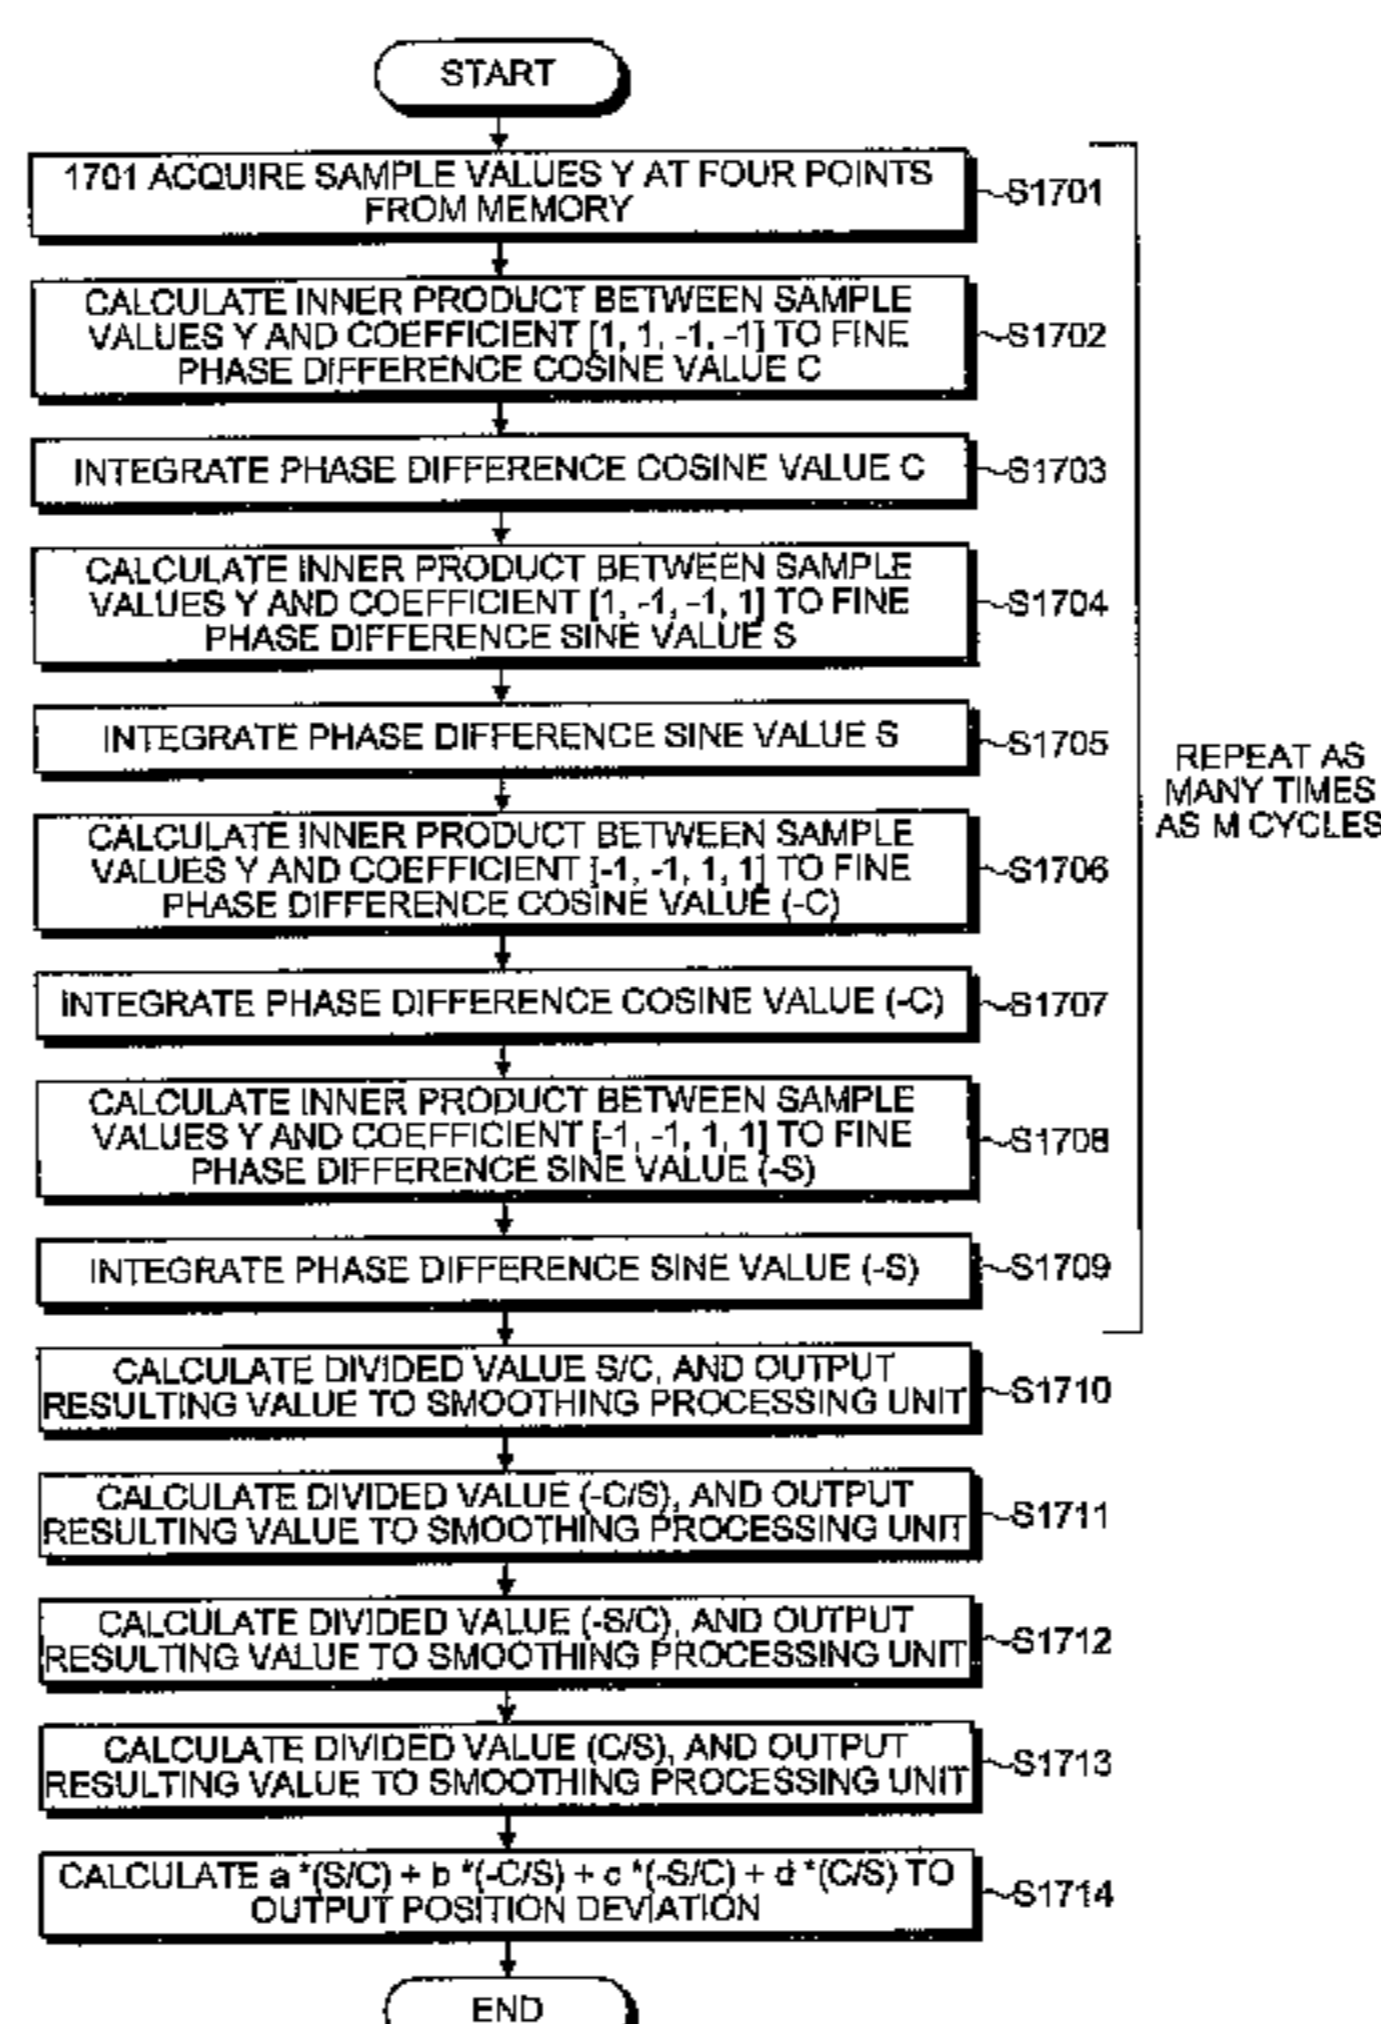 START
1701 ACQUIRE SAMPLE VALUES Y AT FOUR POINTS
FROM MEMORY
S1701
CALCULATE INNER PRODUCT BETWEEN SAMPLE
VALUES Y AND COEFFICIENT [1, 1, -1, -1] TO FINE
PHASE DIFFERENCE COSINE VALUE C
S1702
INTEGRATE PHASE DIFFERENCE COSINE VALUE C
S1703
CALCULATE INNER PRODUCT BETWEEN SAMPLE
VALUES Y AND COEFFICIENT [1, -1, -1, 1] TO FINE
PHASE DIFFERENCE SINE VALUE S
S1704
INTEGRATE PHASE DIFFERENCE SINE VALUE S
S1705
REPEAT AS
MANY TIMES
AS M CYCLES
CALCULATE INNER PRODUCT BETWEEN SAMPLE
VALUES Y AND COEFFICIENT [-1, -1, 1, 1] TO FINE
PHASE DIFFERENCE COSINE VALUE (-C)
S1706
INTEGRATE PHASE DIFFERENCE COSINE VALUE (-C)
S1707
CALCULATE INNER PRODUCT BETWEEN SAMPLE
VALUES Y AND COEFFICIENT [-1, -1, 1, 1] TO FINE
PHASE DIFFERENCE SINE VALUE (-S)
S1708
INTEGRATE PHASE DIFFERENCE SINE VALUE (-S)
S1709
CALCULATE DIVIDED VALUE S/C, AND OUTPUT
RESULTING VALUE TO SMOOTHING PROCESSING UNIT
S1710
CALCULATE DIVIDED VALUE (-C/S), AND OUTPUT
RESULTING VALUE TO SMOOTHING PROCESSING UNIT
S1711
CALCULATE DIVIDED VALUE (-S/C), AND OUTPUT
RESULTING VALUE TO SMOOTHING PROCESSING UNIT
S1712
CALCULATE DIVIDED VALUE (C/S), AND OUTPUT
RESULTING VALUE TO SMOOTHING PROCESSING UNIT
S1713
CALCULATE a *(S/C) + b *(-C/S) + c *(-S/C) + d *(C/S) TO
OUTPUT POSITION DEVIATION
S1714
END